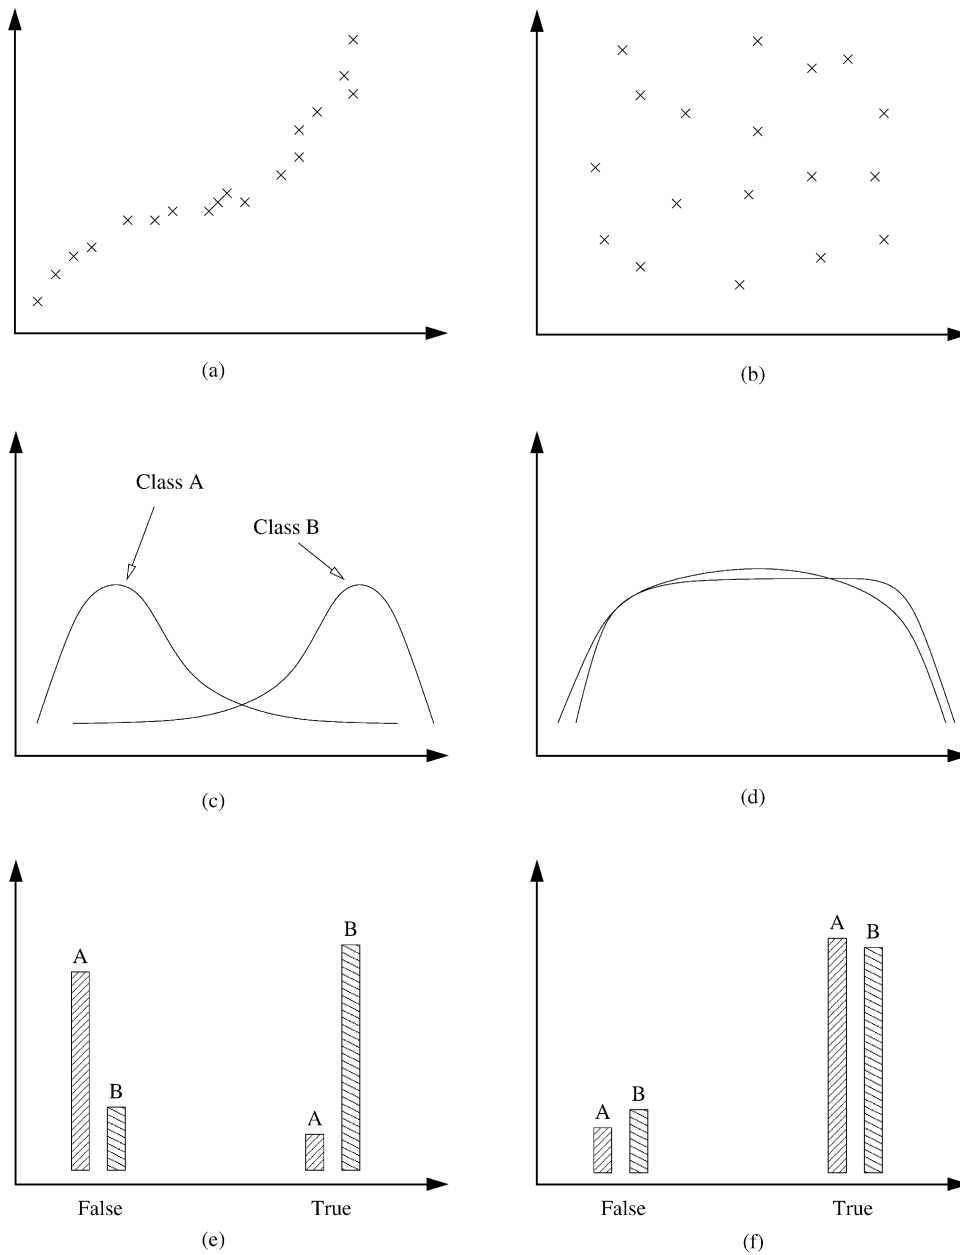 (a)
(b)
Class A
Class B
(c)
(d)
A
B
A
B
False
True
(e)
A
B
A
B
False
True
(f)